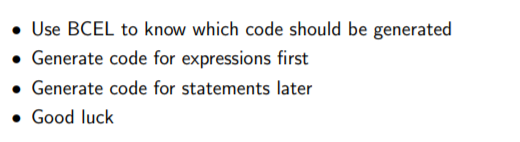 • Use BCEL to know which code should be generated
• Generate code for expressions first
• Generate code for statements later
• Good luck